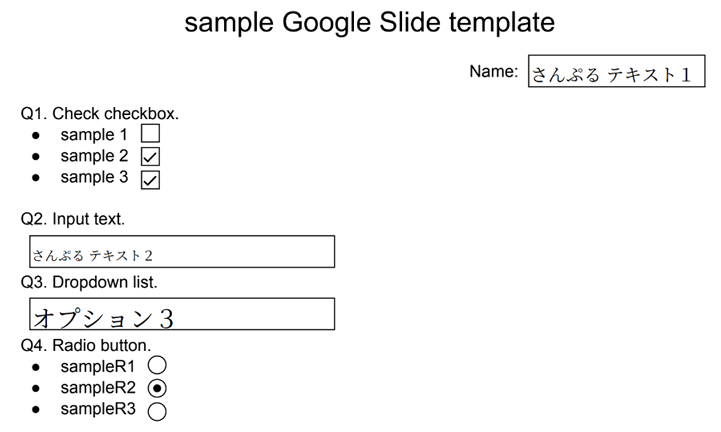 sample Google Slide template
Name: さんぷる テキスト１
Q1. Check checkbox.
● sample 1 ☐
● sample 2 ☑
● sample 3 ☑
Q2. Input text.
さんぷる テキスト２
Q3. Dropdown list.
オプション３
Q4. Radio button.
● sampleR1 ○
● sampleR2 ◉
● sampleR3 ○